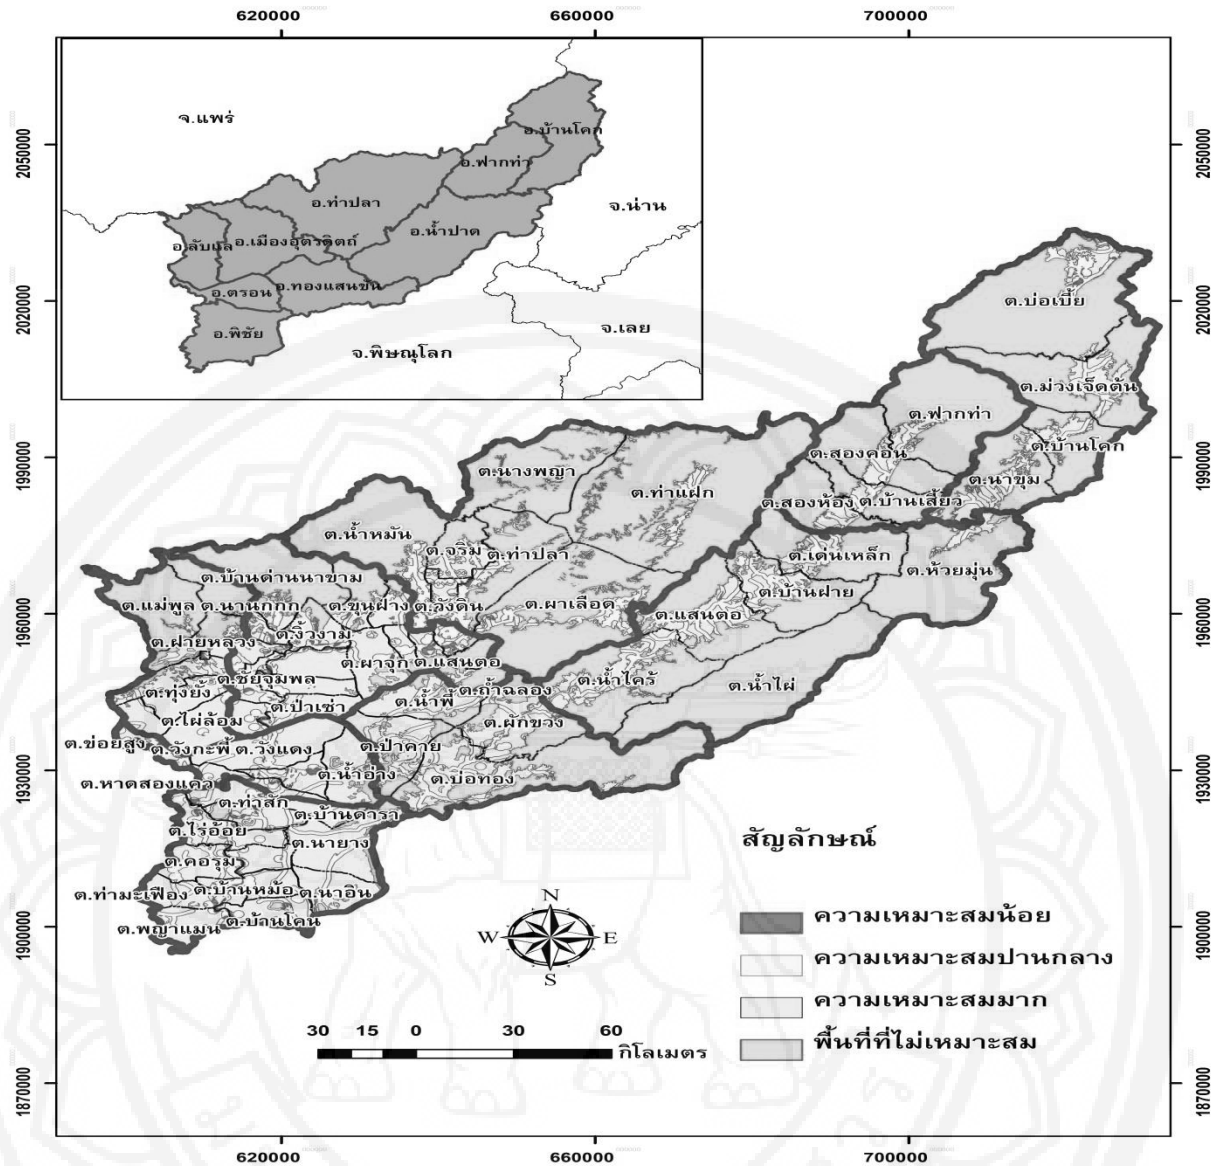 620000 660000 700000
จ.แพร่
อ.บ้านโคก
อ.ฟากท่า
อ.ท่าปลา
จ.น่าน
อ.น้ำปาด
อ.ลับแล อ.เมืองอุตรดิตถ์
อ.ตรอน อ.ทองแสนขัน
อ.พิชัย
จ.เลย
จ.พิษณุโลก
2050000 2050000
2020000 2020000
1990000 1990000
1960000 1960000
1930000 1930000
1900000 1900000
1870000 1870000
ต.บ่อเบี้ย
ต.ม่วงเจ็ดต้น
ต.ฟากท่า
ต.บ้านโคก
ต.สองคอน
ต.นาขุม
ต.นางพญา
ต.ท่าแฝก
ต.สองห้อง ต.บ้านเสี้ยว
ต.น้ำหมัน
ต.จริม ต.ท่าปลา
ต.เด่นเหล็ก
ต.ห้วยมุ่น
ต.บ้านด่านนาขาม
ต.บ้านฝาย
ต.แม่พูล ต.นานกกก ต.ขุนฝาง ต.วังดิน ต.ผาเลือด ต.แสนตอ
ต.ฝายหลวง ต.งิ้วงาม
ต.ผาจุก ต.แสนตอ
ต.ชัยจุมพล
ต.น้ำไคร้ ต.น้ำไผ่
ต.ทุ่งยั้ง ต.ป่าเซ่า ต.น้ำพี้ ต.ถ้ำฉลอง
ต.ไผ่ล้อม ต.ผักขวง
ต.ข่อยสูง ต.วังกะพี้ ต.วังแดง ต.ป่าคาย
ต.น้ำอ่าง ต.บ่อทอง
ต.หาดสองแคว
ต.ท่าสัก
ต.บ้านดารา
ต.ไร่อ้อย
ต.นายาง
ต.คอรุม
ต.ท่ามะเฟือง ต.บ้านหม้อ ต.นาอิน
ต.พญาแมน ต.บ้านโคน
N
W E
S
30 15 0 30 60
กิโลเมตร
สัญลักษณ์
ความเหมาะสมน้อย
ความเหมาะสมปานกลาง
ความเหมาะสมมาก
พื้นที่ที่ไม่เหมาะสม
620000 660000 700000